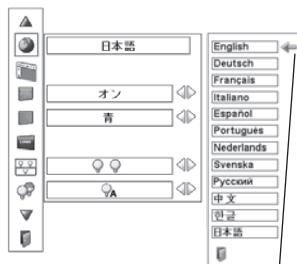 日本語
オン
青
A
English
Deutsch
Français
Italiano
Español
Português
Nederlands
Svenska
Русский
中文
한글
日本語